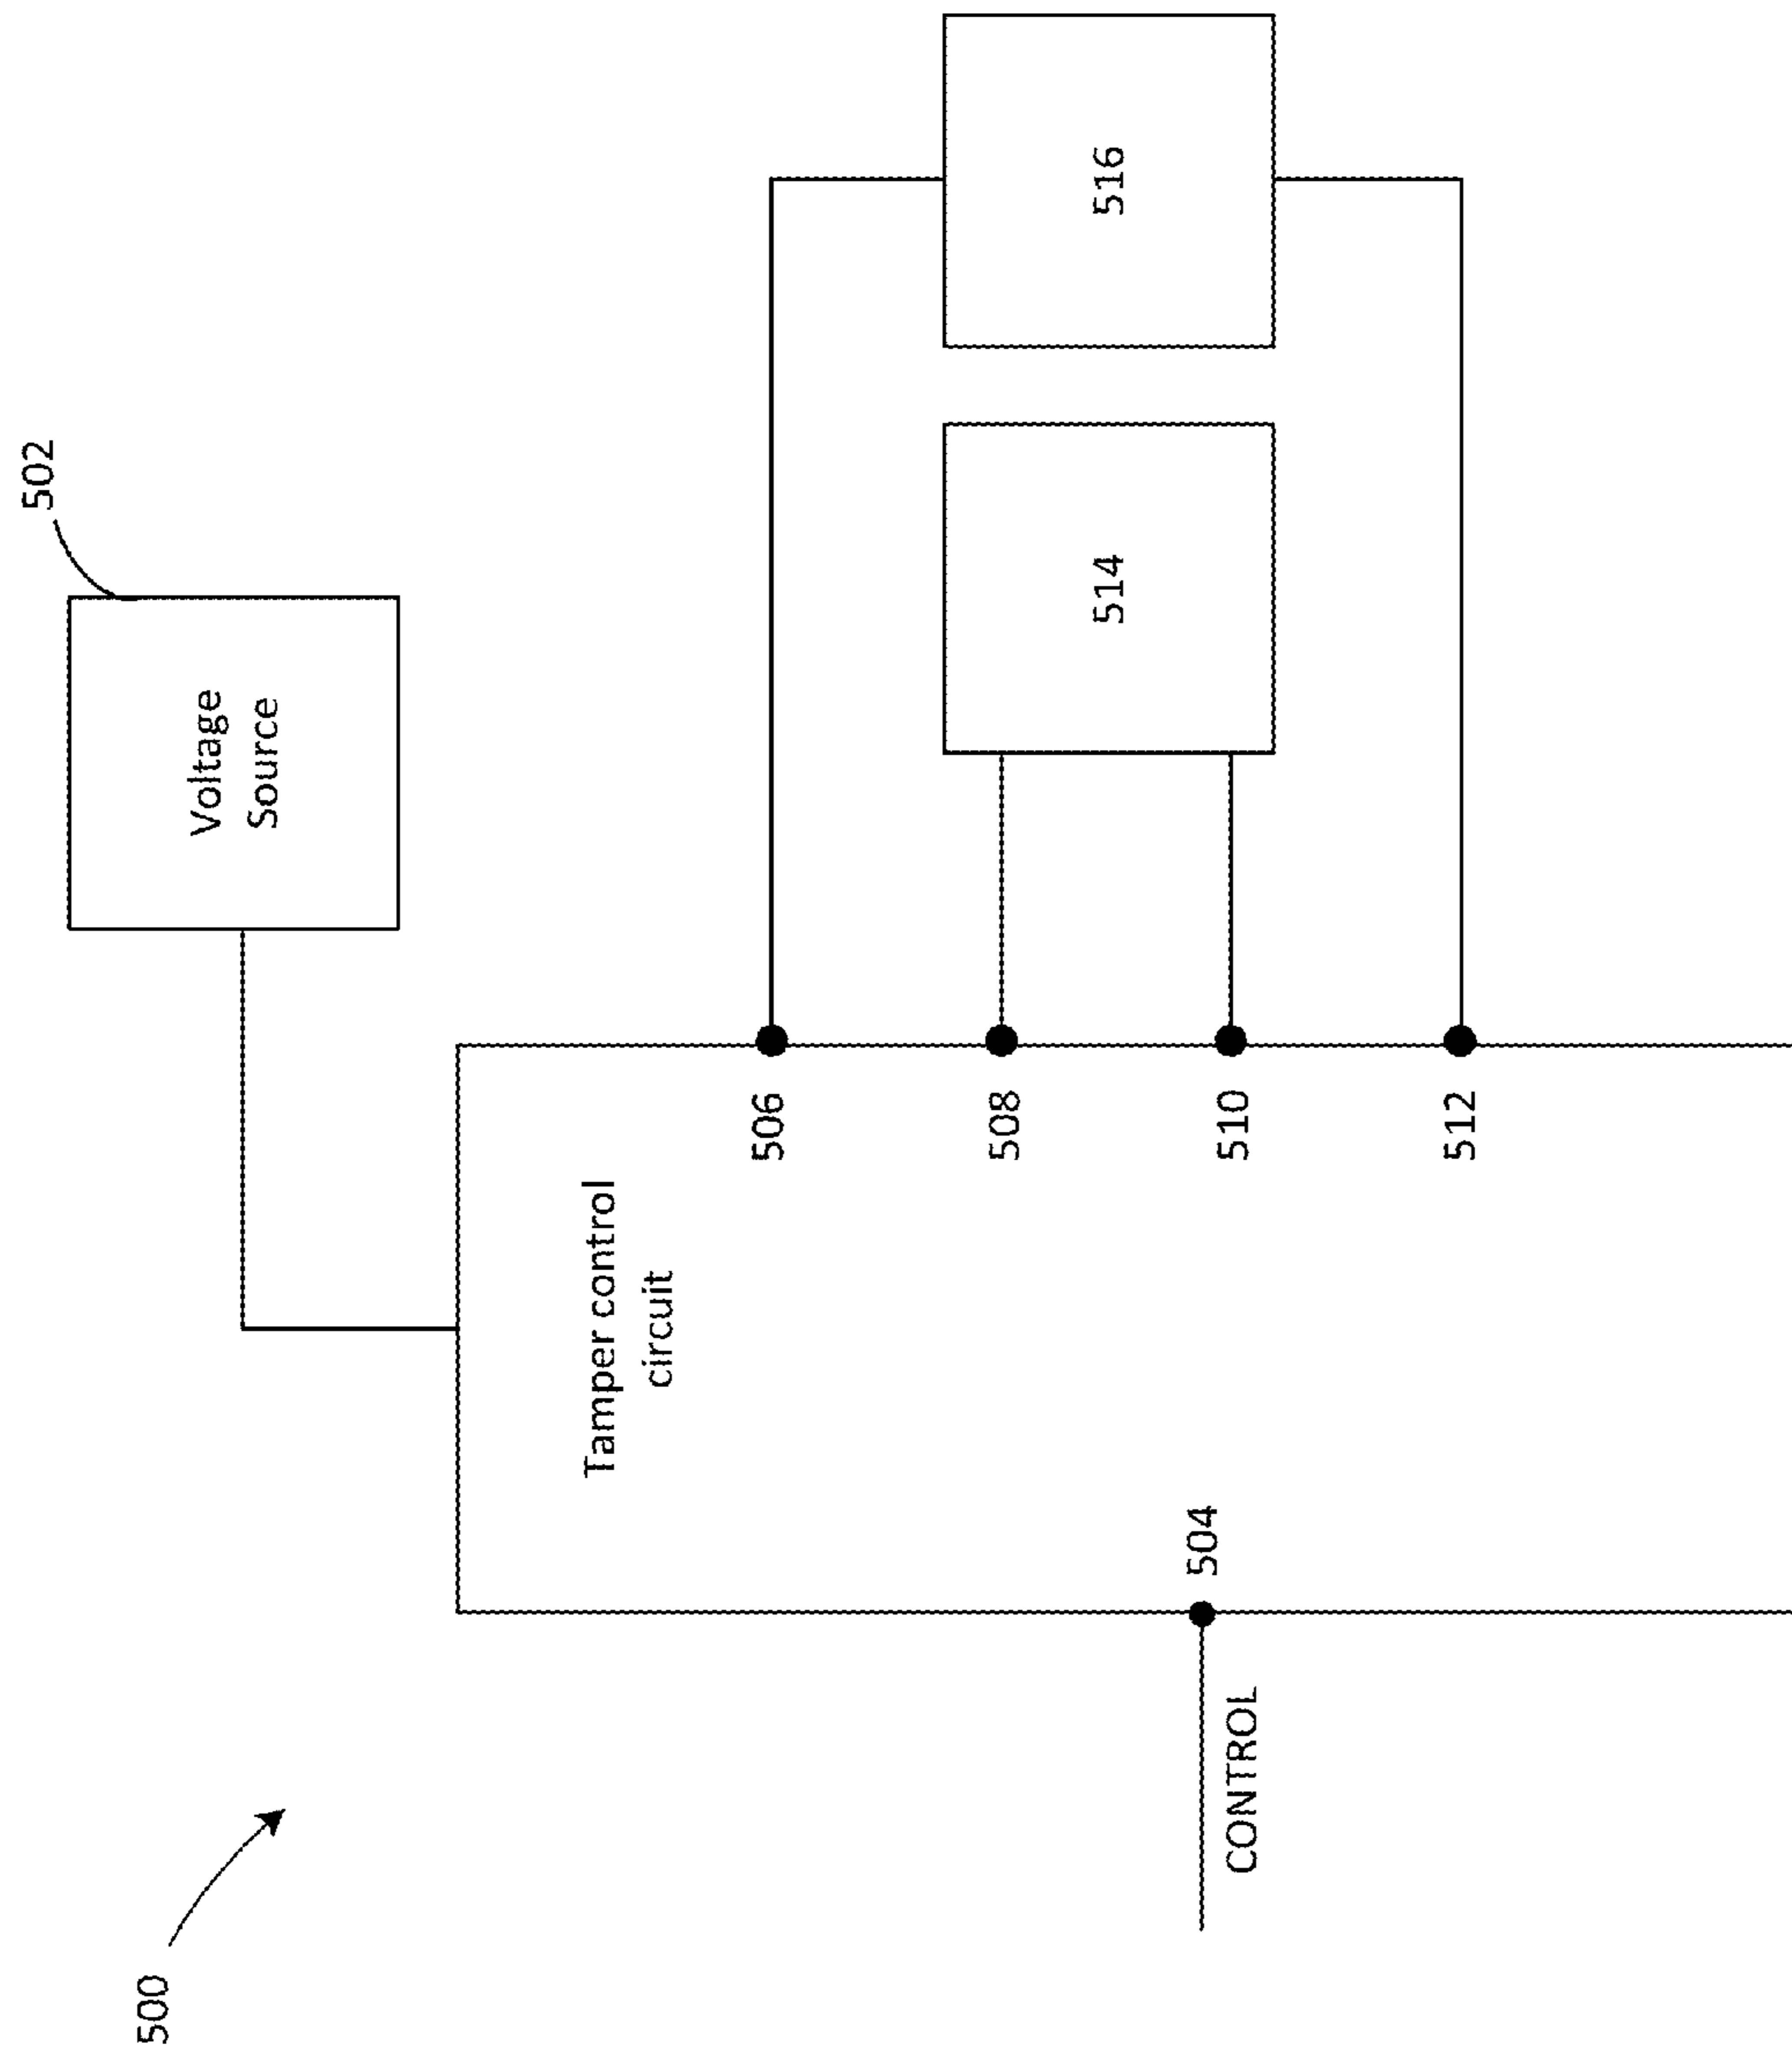 500
502
Voltage
Source
Tamper control
circuit
506
508
510
512
504
CONTROL
514
516